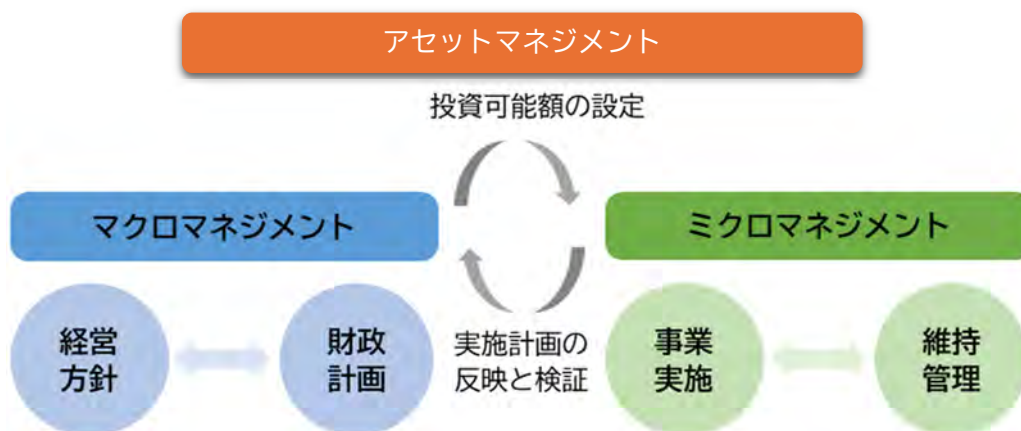 アセットマネジメント
投資可能額の設定
マクロマネジメント
ミクロマネジメント
経営
方針
財政
計画
実施計画の
反映と検証
事業
実施
維持
管理